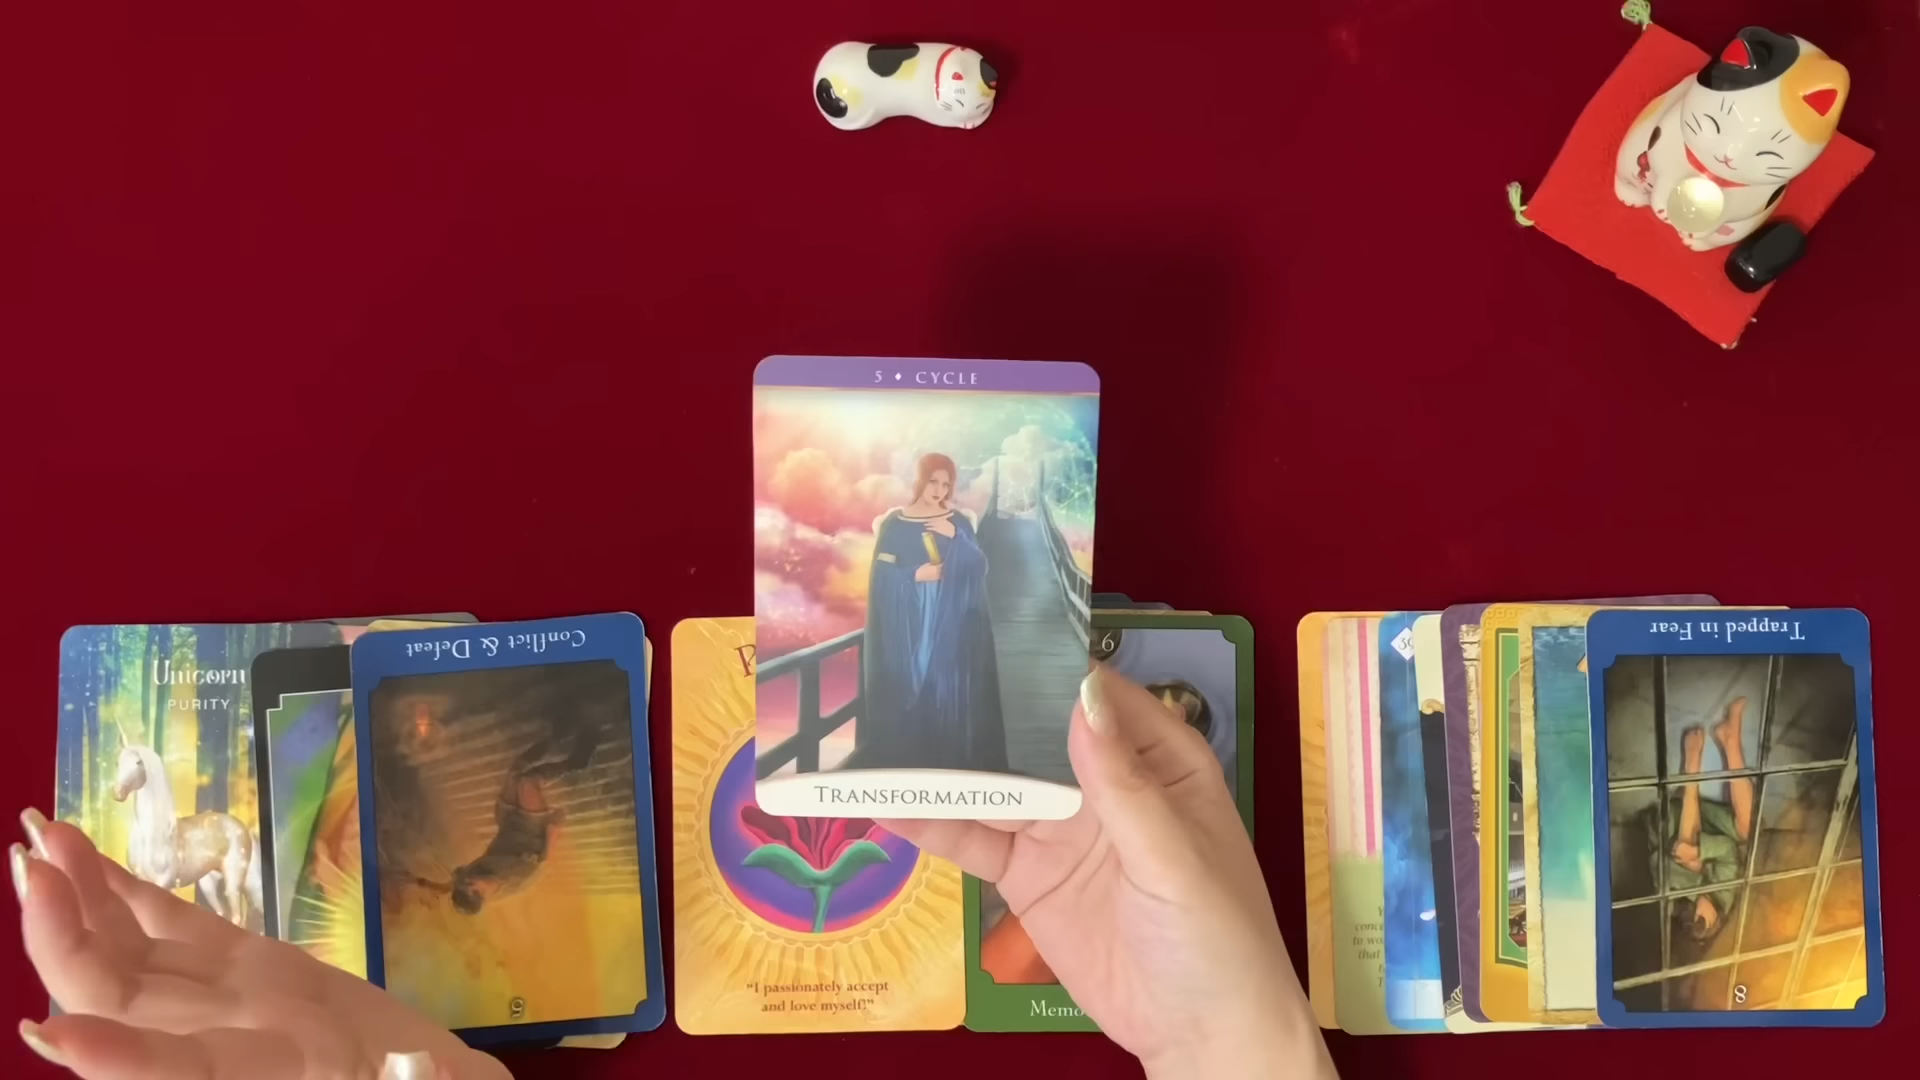 5 ♦ CYCLE
TRANSFORMATION
Unicorn
PURITY
Conflict & Defeat
5
"I passionately accept
and love myself!"
6
Trapped in Fear
8